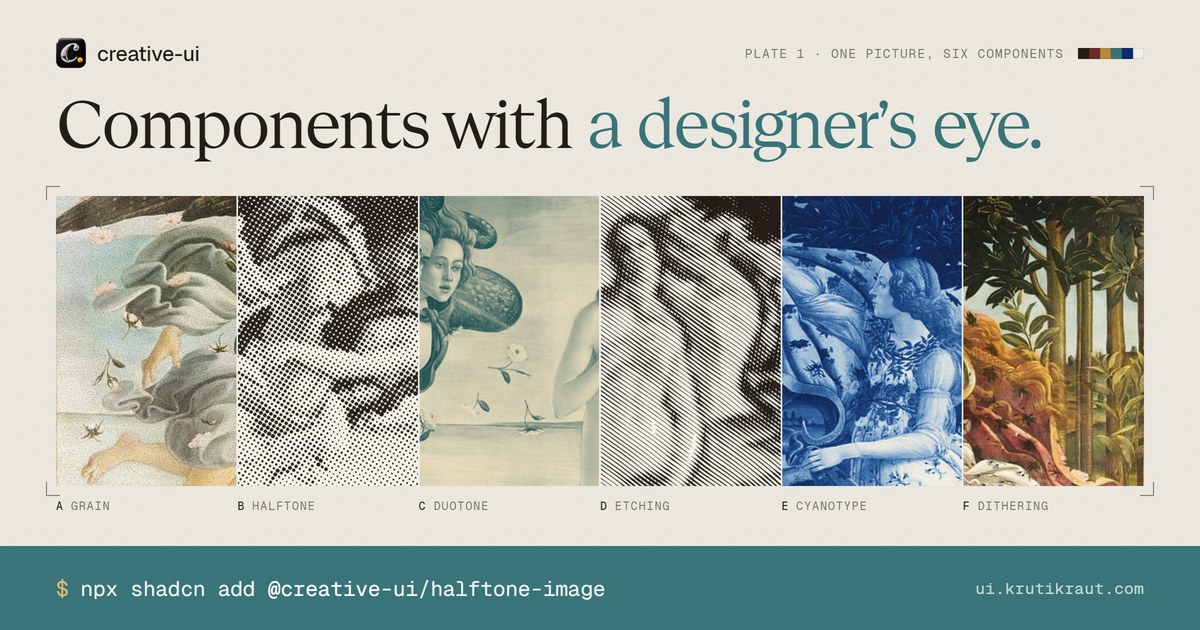 C.
creative-ui
PLATE 1 · ONE PICTURE, SIX COMPONENTS
Components with a designer’s eye.
A GRAIN
B HALFTONE
C DUOTONE
D ETCHING
E CYANOTYPE
F DITHERING
$ npx shadcn add @creative-ui/halftone-image
ui.krutikraut.com